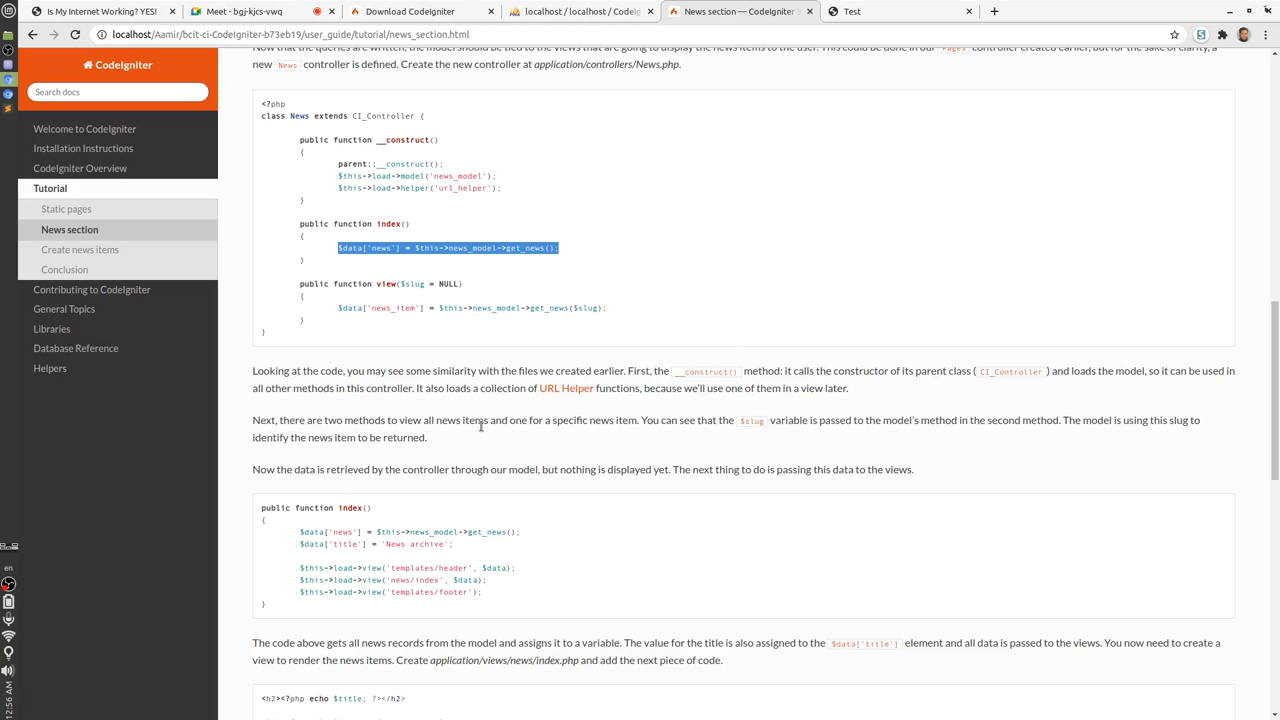 Is My Internet Working? YES!
Meet - bgj-kjcs-vwq
Download CodeIgniter
localhost / localhost / CodeIg
News section — CodeIgniter 3
Test
localhost/Aamir/bcit-ci-CodeIgniter-b73eb19/user_guide/tutorial/news_section.html
CodeIgniter
Search docs
Welcome to CodeIgniter
Installation Instructions
CodeIgniter Overview
Tutorial
Static pages
News section
Create news items
Conclusion
Contributing to CodeIgniter
General Topics
Libraries
Database Reference
Helpers
en
12:56 AM
Now that the queries are written, the model should be tied to the views that are going to display the news items to the user. This could be done in our Pages controller created earlier, but for the sake of clarity, a
new News controller is defined. Create the new controller at application/controllers/News.php.
<?php
class News extends CI_Controller {
public function __construct()
{
parent::__construct();
$this->load->model('news_model');
$this->load->helper('url_helper');
}
public function index()
{
$data['news'] = $this->news_model->get_news();
}
public function view($slug = NULL)
{
$data['news_item'] = $this->news_model->get_news($slug);
}
}
Looking at the code, you may see some similarity with the files we created earlier. First, the __construct() method: it calls the constructor of its parent class ( CI_Controller ) and loads the model, so it can be used in
all other methods in this controller. It also loads a collection of URL Helper functions, because we'll use one of them in a view later.
Next, there are two methods to view all news items and one for a specific news item. You can see that the $slug variable is passed to the model's method in the second method. The model is using this slug to
identify the news item to be returned.
Now the data is retrieved by the controller through our model, but nothing is displayed yet. The next thing to do is passing this data to the views.
public function index()
{
$data['news'] = $this->news_model->get_news();
$data['title'] = 'News archive';
$this->load->view('templates/header', $data);
$this->load->view('news/index', $data);
$this->load->view('templates/footer');
}
The code above gets all news records from the model and assigns it to a variable. The value for the title is also assigned to the $data['title'] element and all data is passed to the views. You now need to create a
view to render the news items. Create application/views/news/index.php and add the next piece of code.
<h2><?php echo $title; ?></h2>